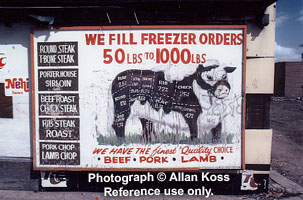 WE FILL FREEZER ORDERS
50 LBS TO 1000 LBS
ROUND STEAK
T-BONE STEAK
PORTERHOUSE
SIRLOIN
BEEF ROAST
CHUCK STEAK
RIB STEAK
ROAST
PORK CHOP
LAMB CHOP
Nehi
WE HAVE THE Finest Quality CHOICE
BEEF • PORK • LAMB •
Photograph © Allan Koss
Reference use only.